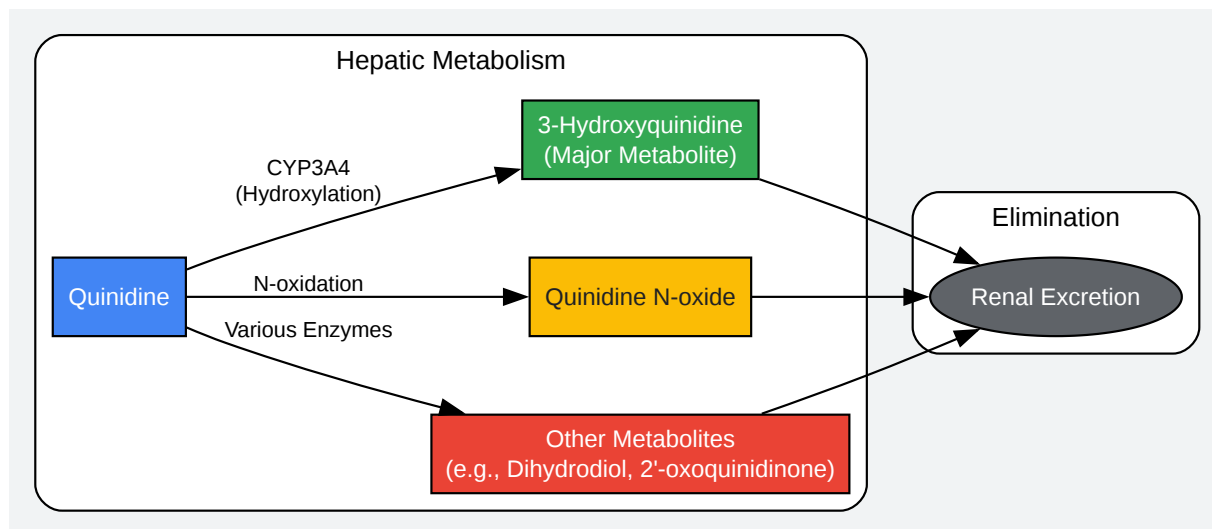 Hepatic Metabolism
3-Hydroxyquinidine
(Major Metabolite)
CYP3A4
(Hydroxylation)
Elimination
Quinidine
N-oxidation
Quinidine N-oxide
Renal Excretion
Various Enzymes
Other Metabolites
(e.g., Dihydrodiol, 2'-oxoquinidinone)